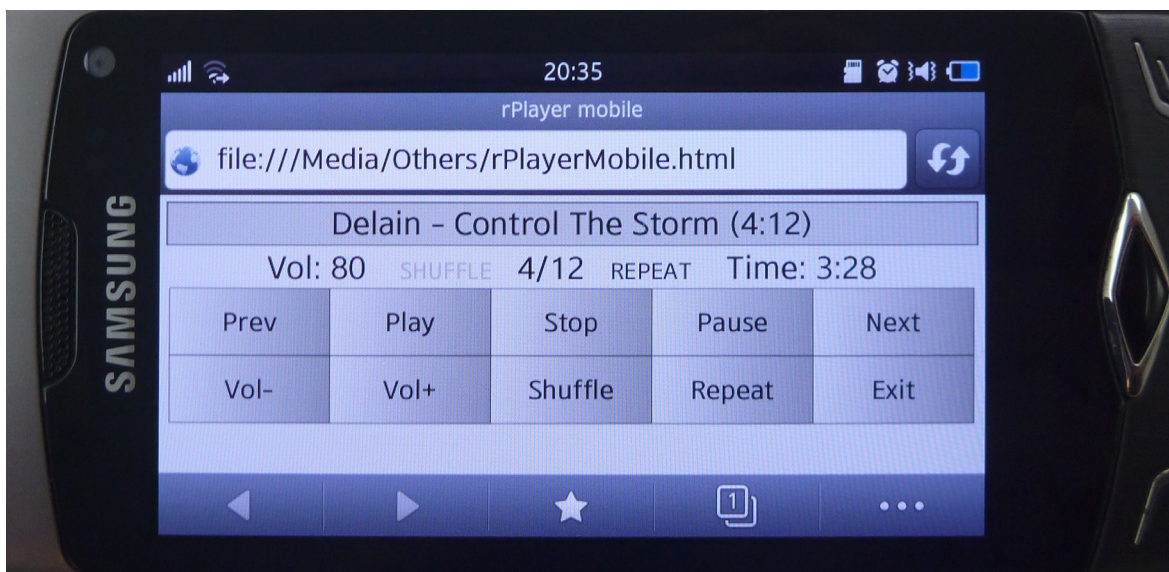 SAMSUNG
20:35
rPlayer mobile
file:///Media/Others/rPlayerMobile.html
Delain - Control The Storm (4:12)
Vol: 80 SHUFFLE 4/12 REPEAT Time: 3:28
Prev Play Stop Pause Next
Vol- Vol+ Shuffle Repeat Exit
1